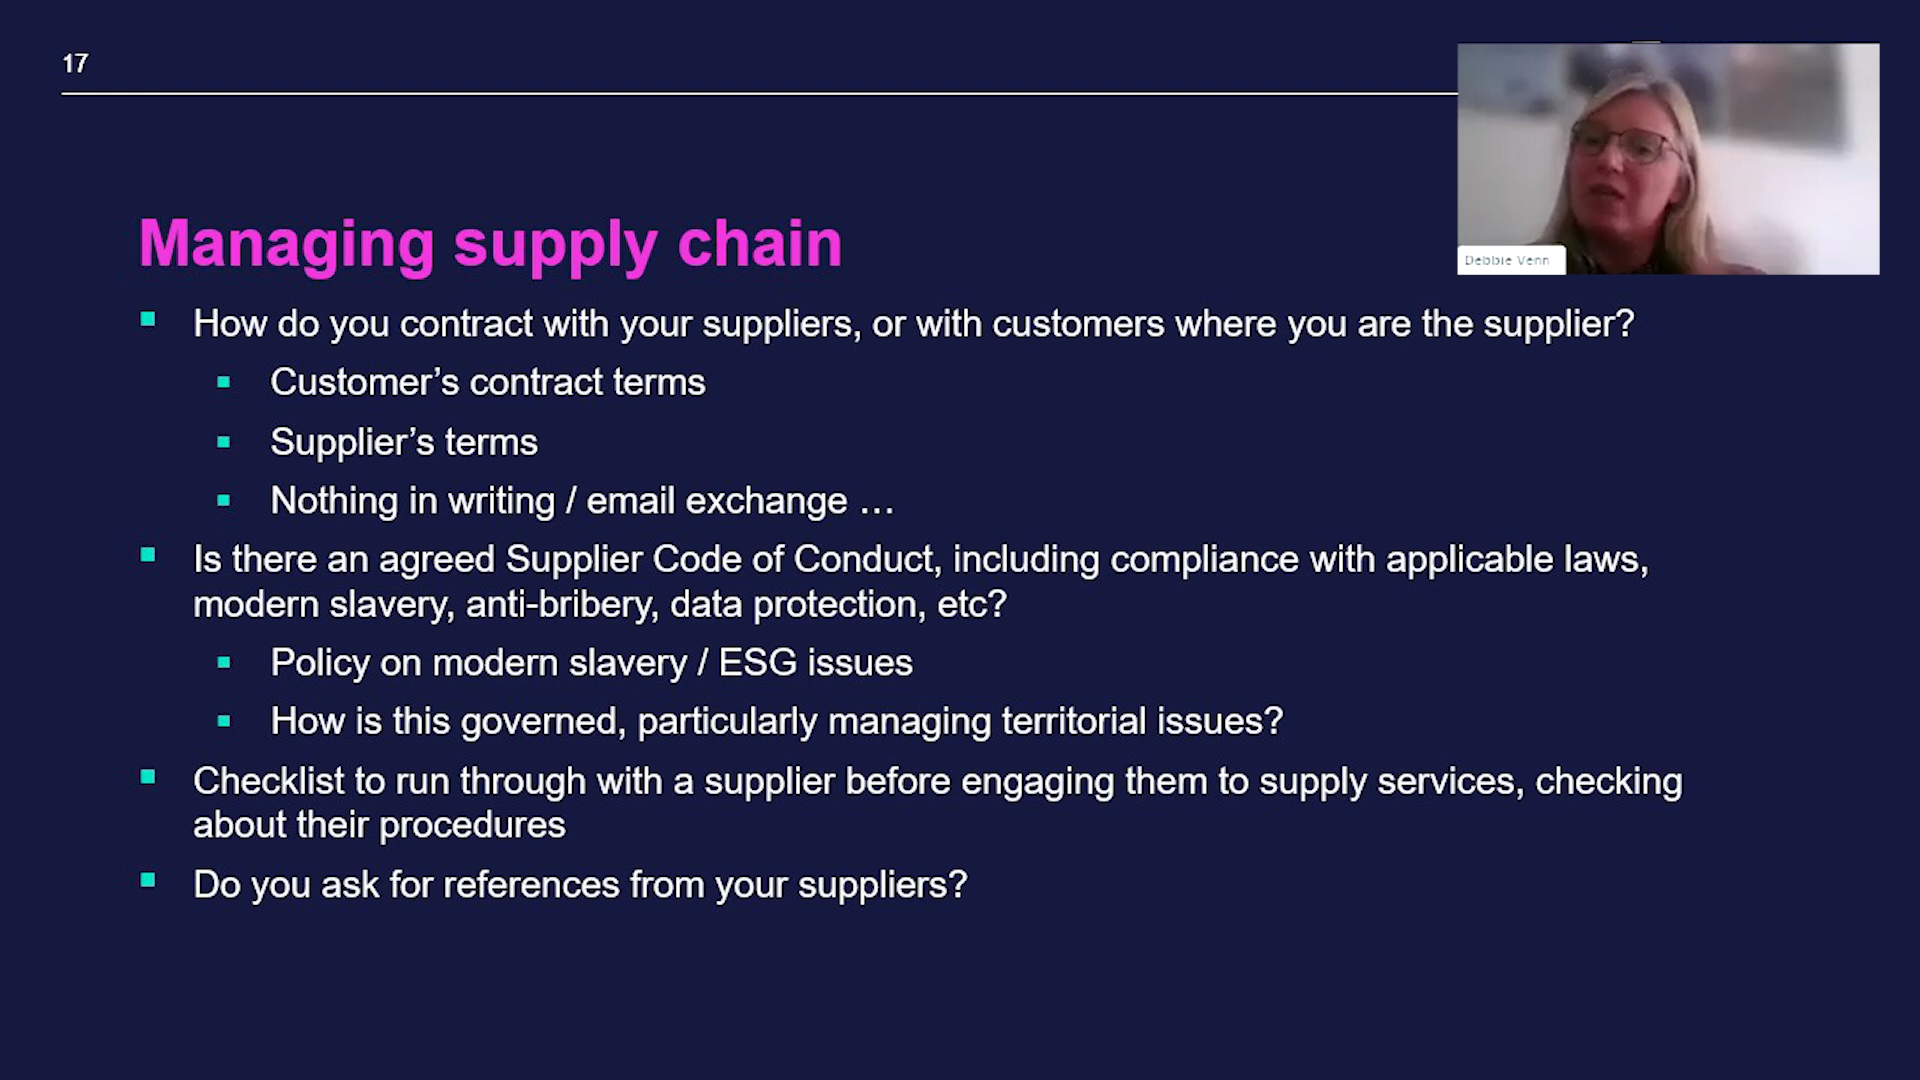 17
Debbie Venn
Managing supply chain
How do you contract with your suppliers, or with customers where you are the supplier?
Customer’s contract terms
Supplier’s terms
Nothing in writing / email exchange …
Is there an agreed Supplier Code of Conduct, including compliance with applicable laws,
modern slavery, anti-bribery, data protection, etc?
Policy on modern slavery / ESG issues
How is this governed, particularly managing territorial issues?
Checklist to run through with a supplier before engaging them to supply services, checking
about their procedures
Do you ask for references from your suppliers?